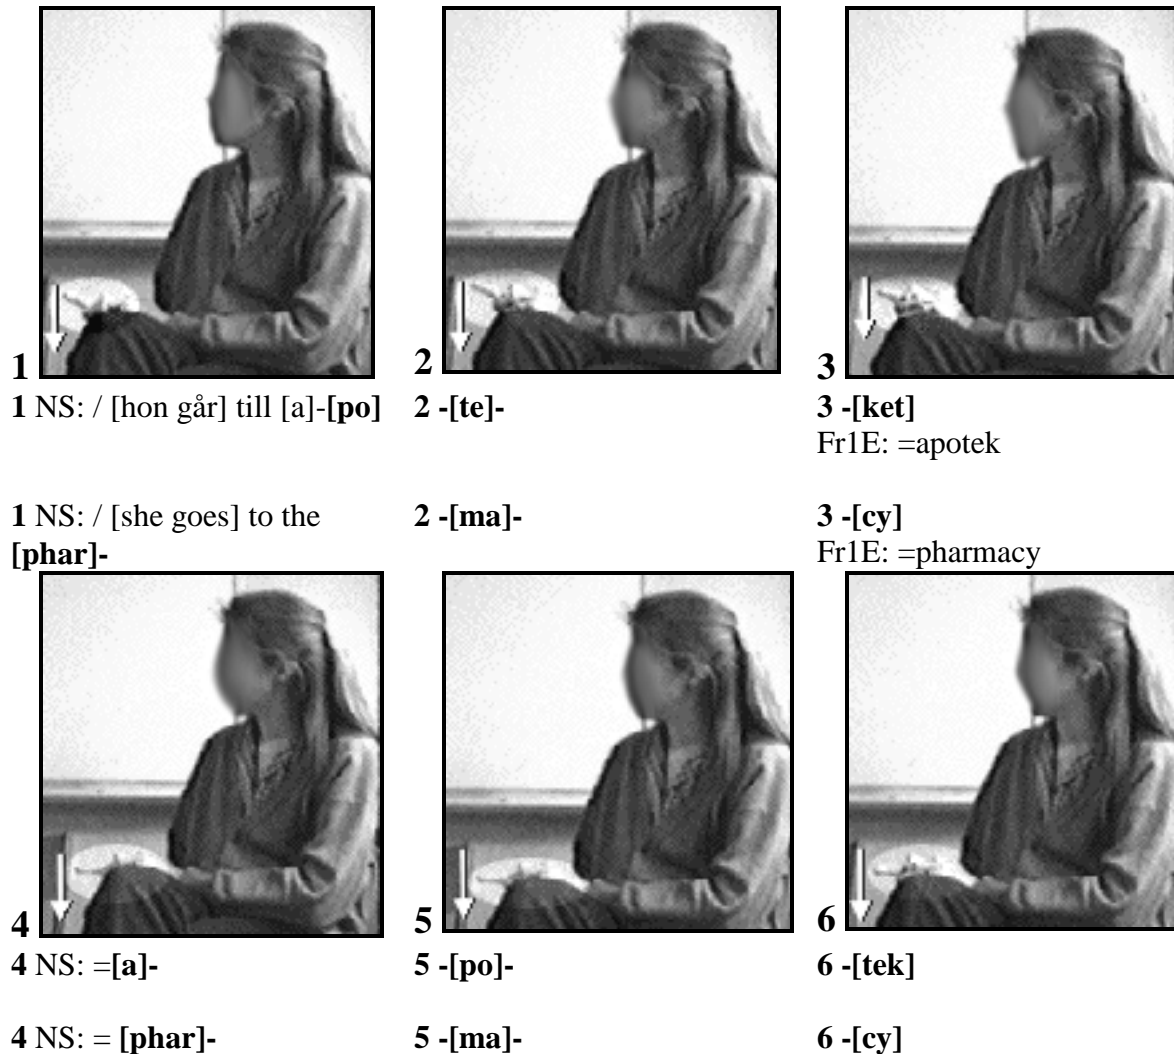 1 2 3
1 NS: / [hon går] till [a]-[po] 2 -[te]- 3 -[ket]
Fr1E: =apotek
1 NS: / [she goes] to the 2 -[ma]- 3 -[cy]
[phar]- Fr1E: =pharmacy
4 5 6
4 NS: =[a]- 5 -[po]- 6 -[tek]
4 NS: = [phar]- 5 -[ma]- 6 -[cy]